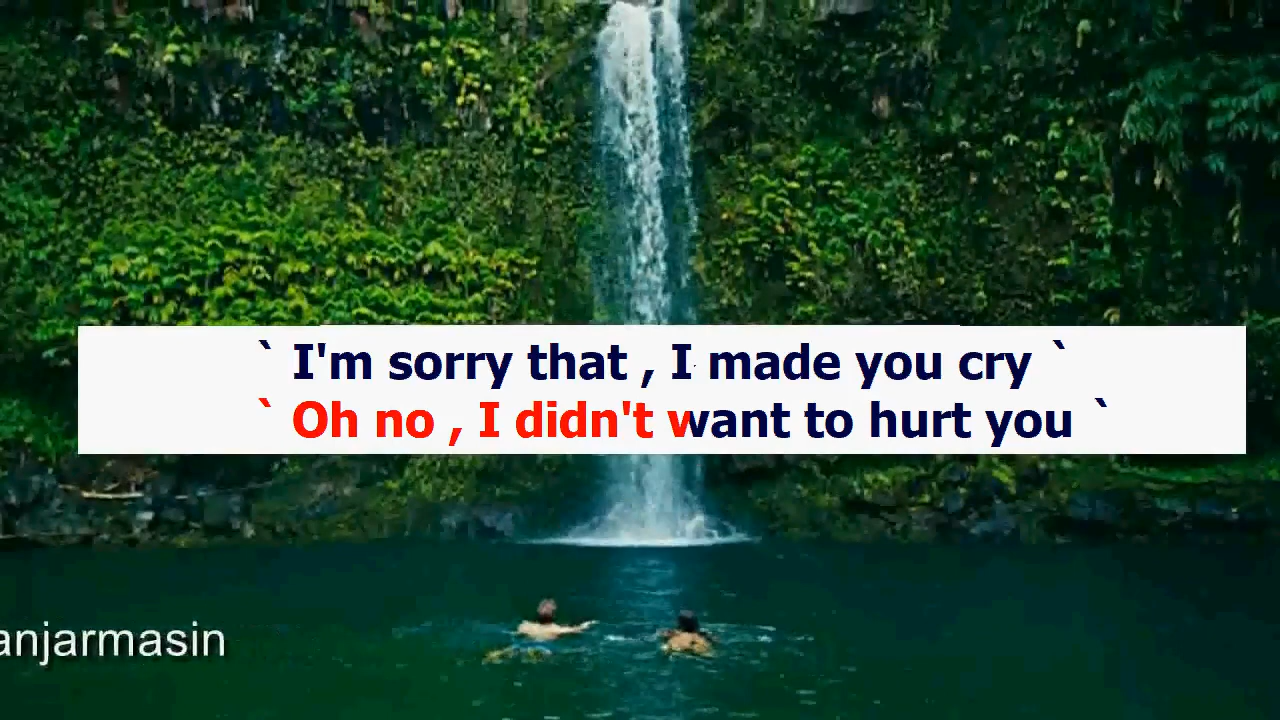 ` I'm sorry that , I made you cry `
` Oh no , I didn't want to hurt you `
anjarmasin